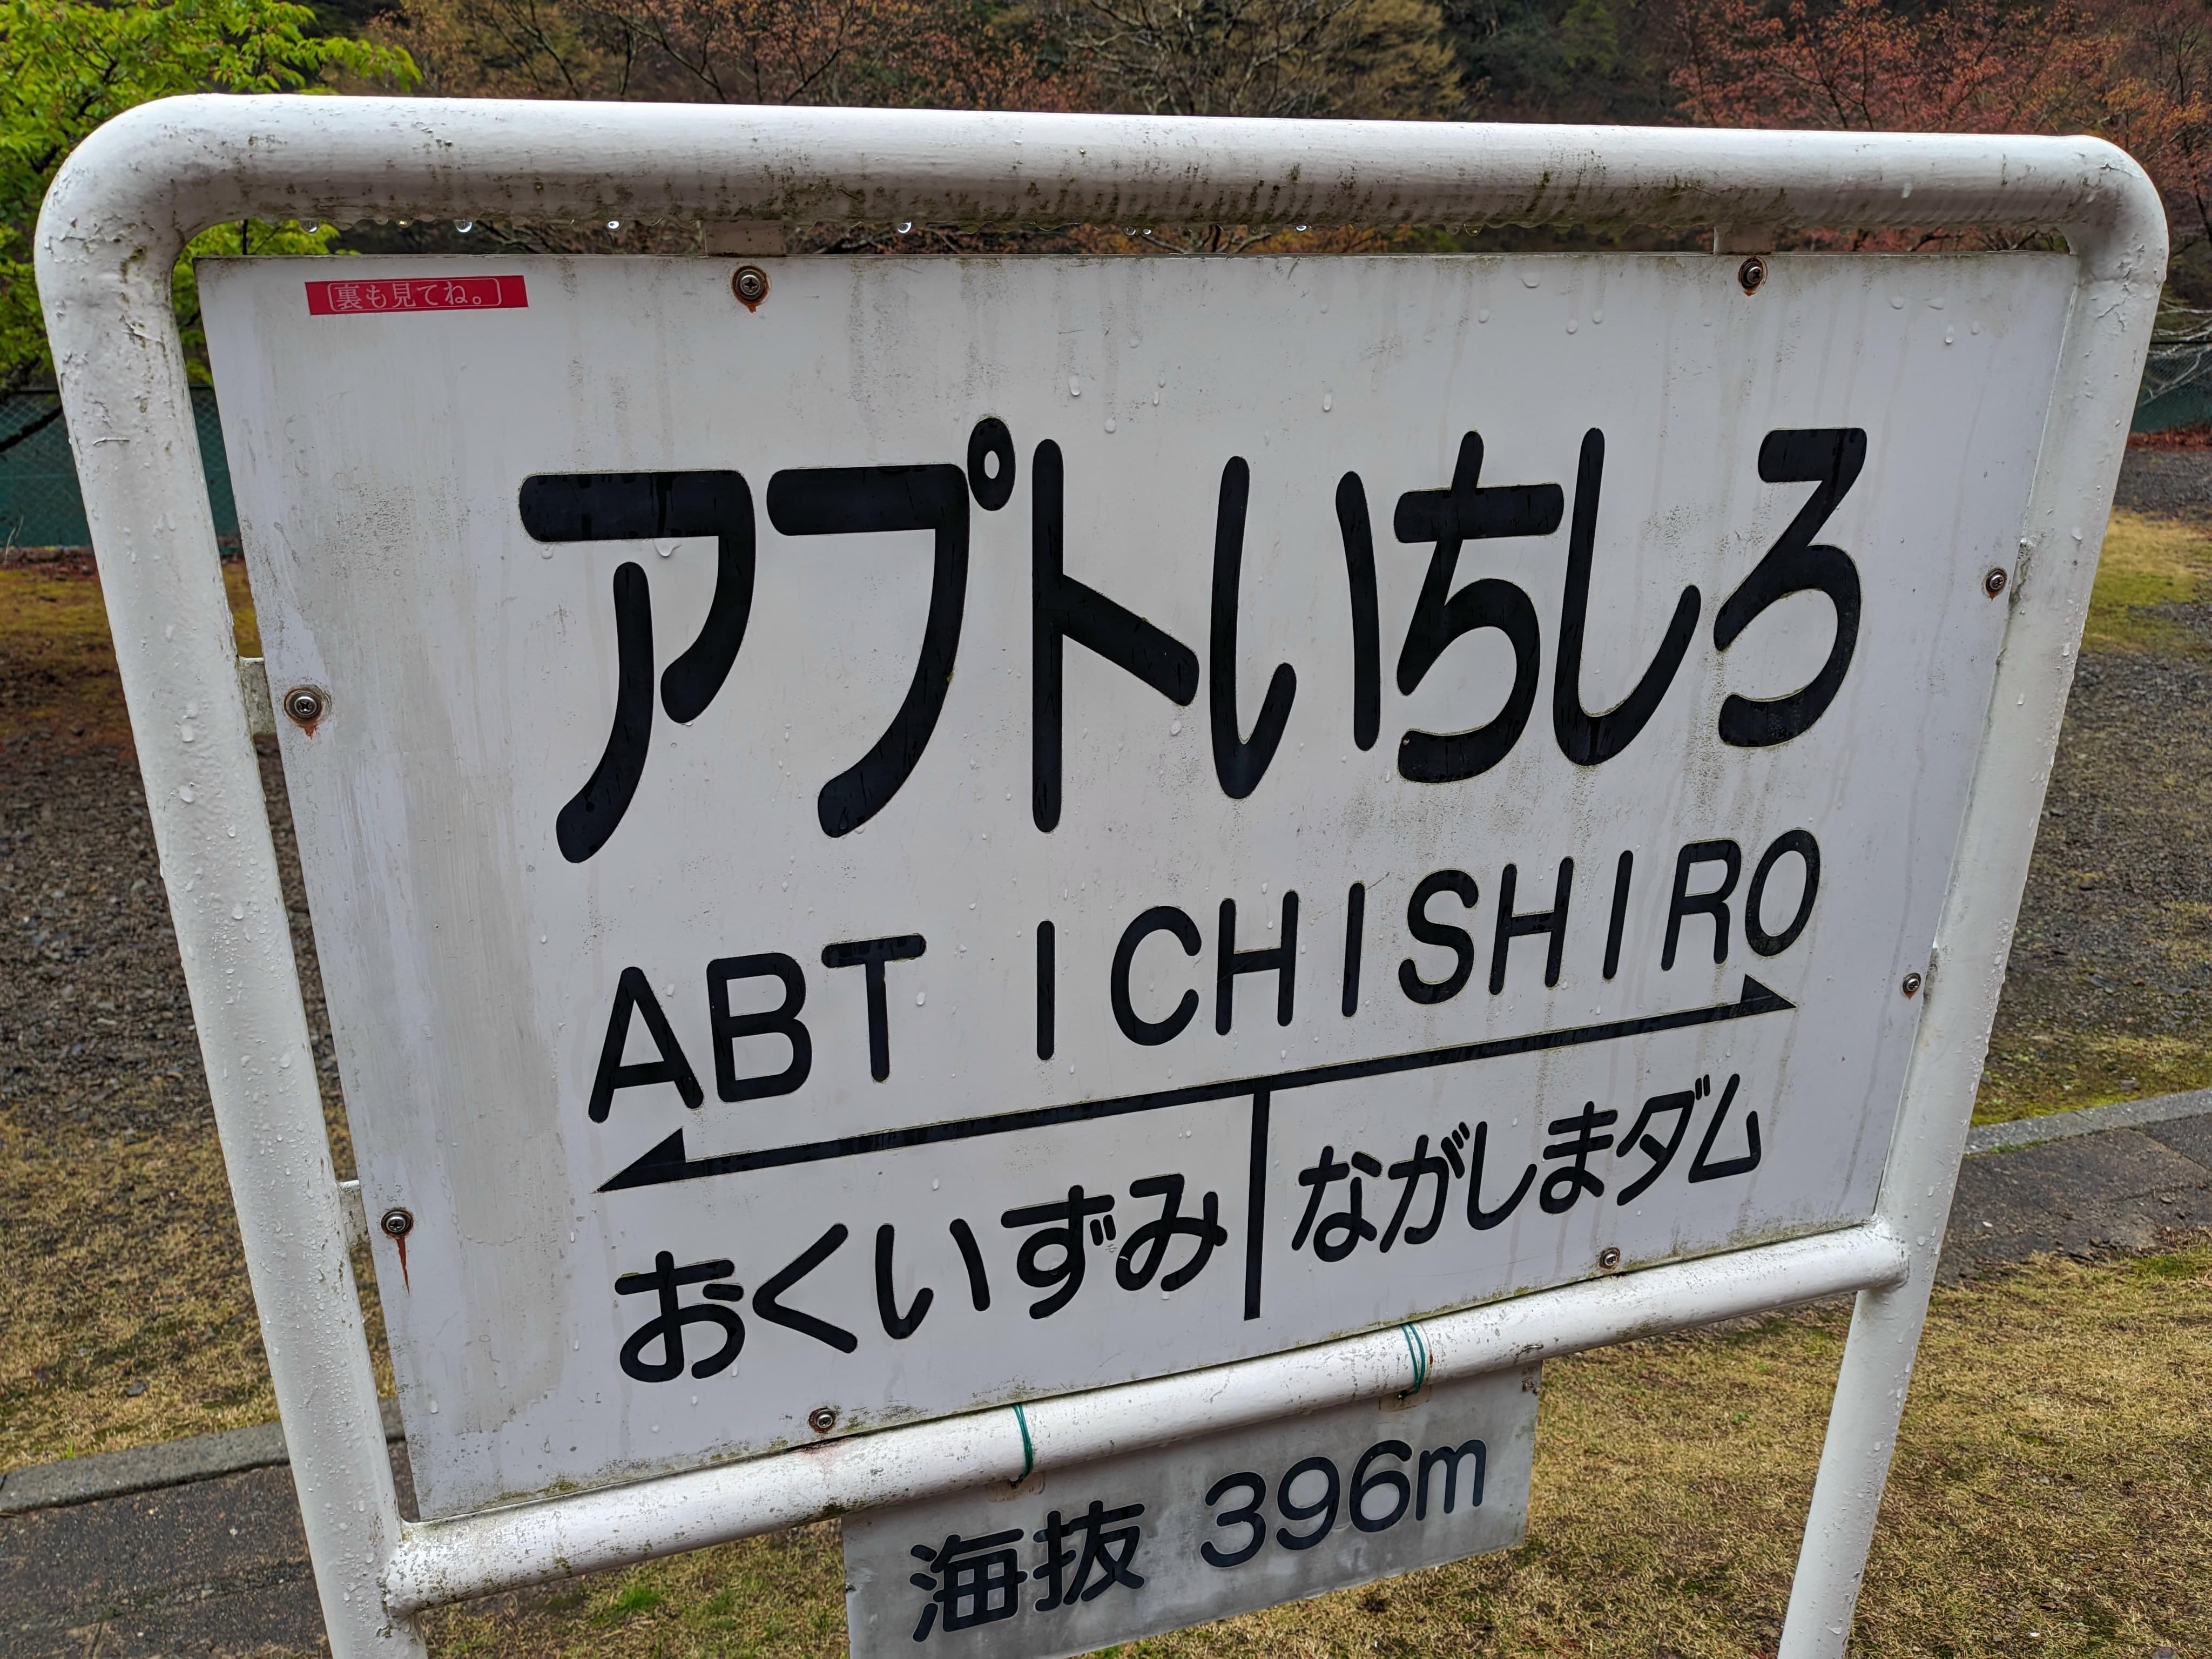 裏も見てね。
アプトいちしろ
ABT ICHISHIRO
おくいずみ ながしまダム
海抜 396m